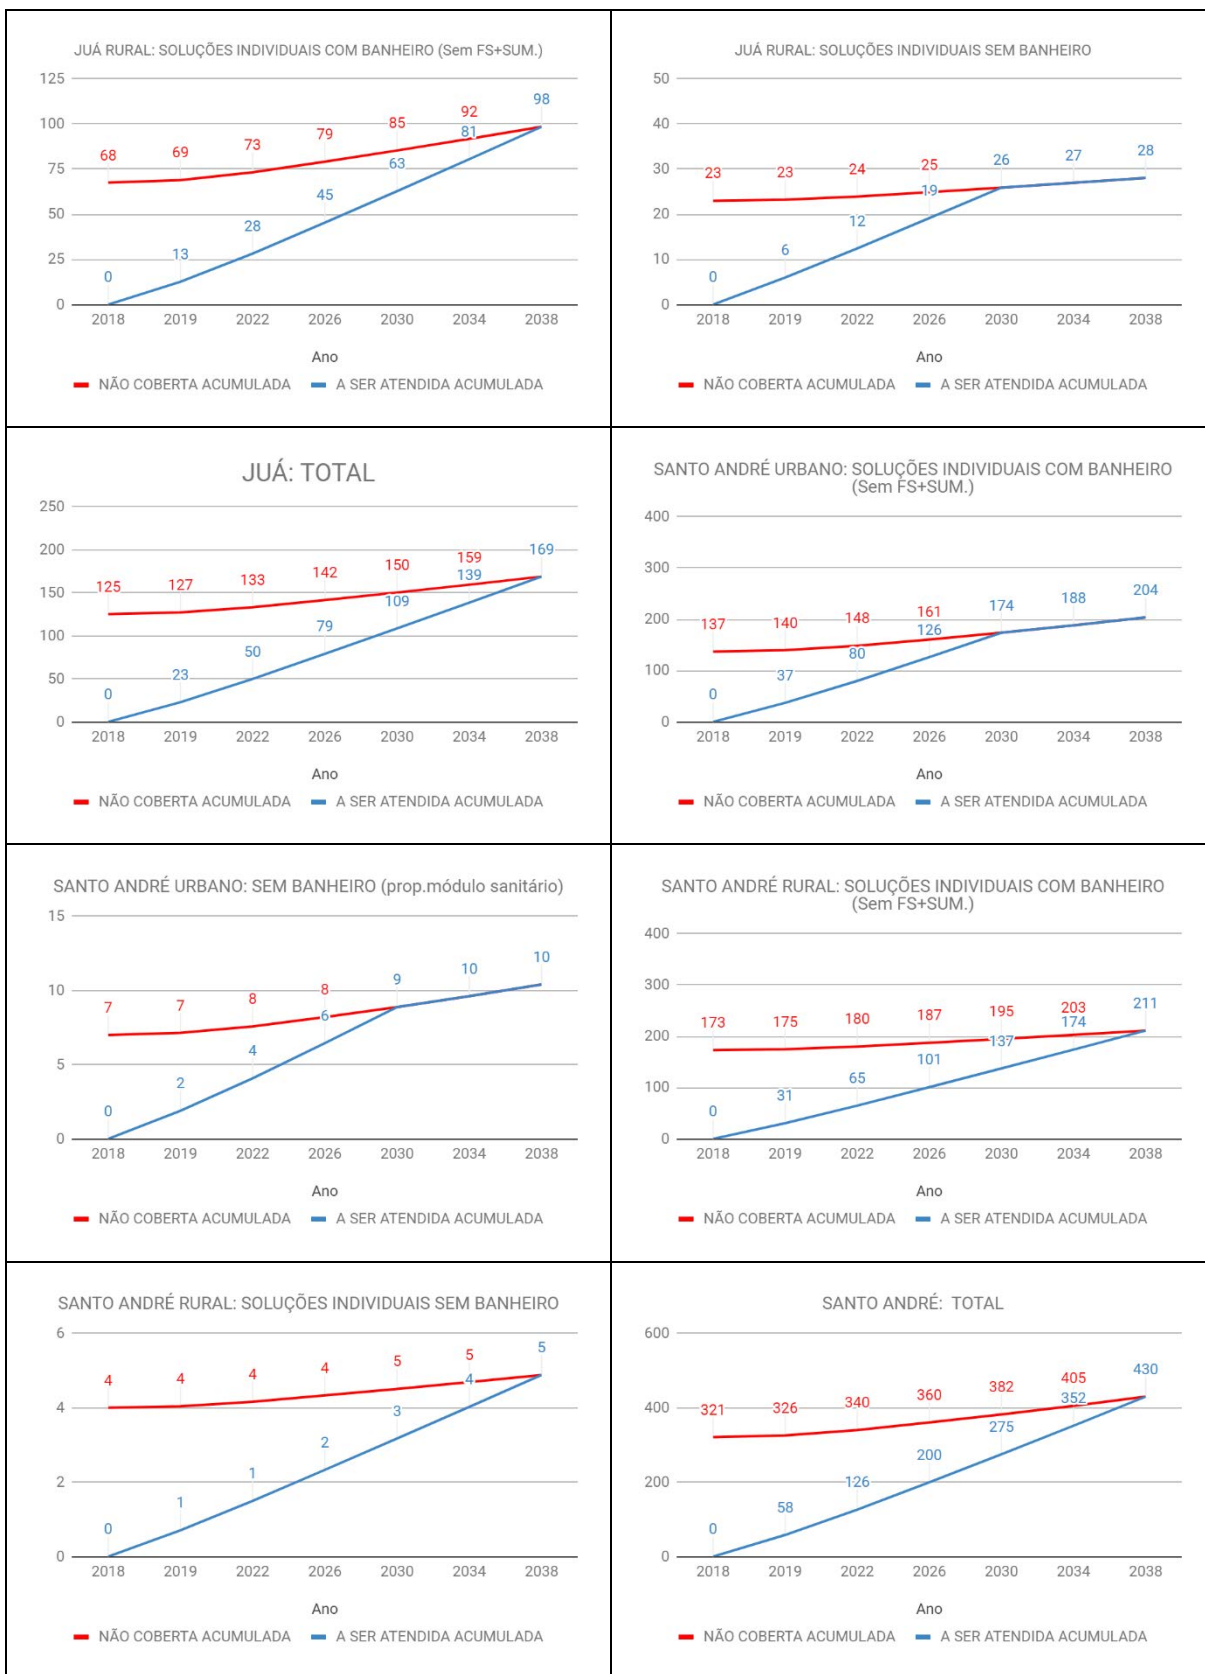 JUÁ RURAL: SOLUÇÕES INDIVIDUAIS COM BANHEIRO (Sem FS+SUM.)
125
100
75
50
25
0
68 69 73 79 85 92 98
0 13 28 45 63 81
2018 2019 2022 2026 2030 2034 2038
Ano
NÃO COBERTA ACUMULADA A SER ATENDIDA ACUMULADA
JUÁ RURAL: SOLUÇÕES INDIVIDUAIS SEM BANHEIRO
50
40
30
20
10
0
23 23 24 25 26 27 28
0 6 12 19
2018 2019 2022 2026 2030 2034 2038
Ano
NÃO COBERTA ACUMULADA A SER ATENDIDA ACUMULADA
JUÁ: TOTAL
250
200
150
100
50
0
125 127 133 142 150 159 169
0 23 50 79 109 139
2018 2019 2022 2026 2030 2034 2038
Ano
NÃO COBERTA ACUMULADA A SER ATENDIDA ACUMULADA
SANTO ANDRÉ URBANO: SOLUÇÕES INDIVIDUAIS COM BANHEIRO
(Sem FS+SUM.)
400
300
200
100
0
137 140 148 161 174 188 204
0 37 80 126
2018 2019 2022 2026 2030 2034 2038
Ano
NÃO COBERTA ACUMULADA A SER ATENDIDA ACUMULADA
SANTO ANDRÉ URBANO: SEM BANHEIRO (prop.módulo sanitário)
15
10
5
0
7 7 8 8 9 10 10
0 2 4 6
2018 2019 2022 2026 2030 2034 2038
Ano
NÃO COBERTA ACUMULADA A SER ATENDIDA ACUMULADA
SANTO ANDRÉ RURAL: SOLUÇÕES INDIVIDUAIS COM BANHEIRO
(Sem FS+SUM.)
400
300
200
100
0
173 175 180 187 195 203 211
0 31 65 101 137 174
2018 2019 2022 2026 2030 2034 2038
Ano
NÃO COBERTA ACUMULADA A SER ATENDIDA ACUMULADA
SANTO ANDRÉ RURAL: SOLUÇÕES INDIVIDUAIS SEM BANHEIRO
6
4
2
0
4 4 4 4 5 5 5
0 1 1 2 3 4
2018 2019 2022 2026 2030 2034 2038
Ano
NÃO COBERTA ACUMULADA A SER ATENDIDA ACUMULADA
SANTO ANDRÉ: TOTAL
600
400
200
0
321 326 340 360 382 405 430
0 58 126 200 275 352
2018 2019 2022 2026 2030 2034 2038
Ano
NÃO COBERTA ACUMULADA A SER ATENDIDA ACUMULADA